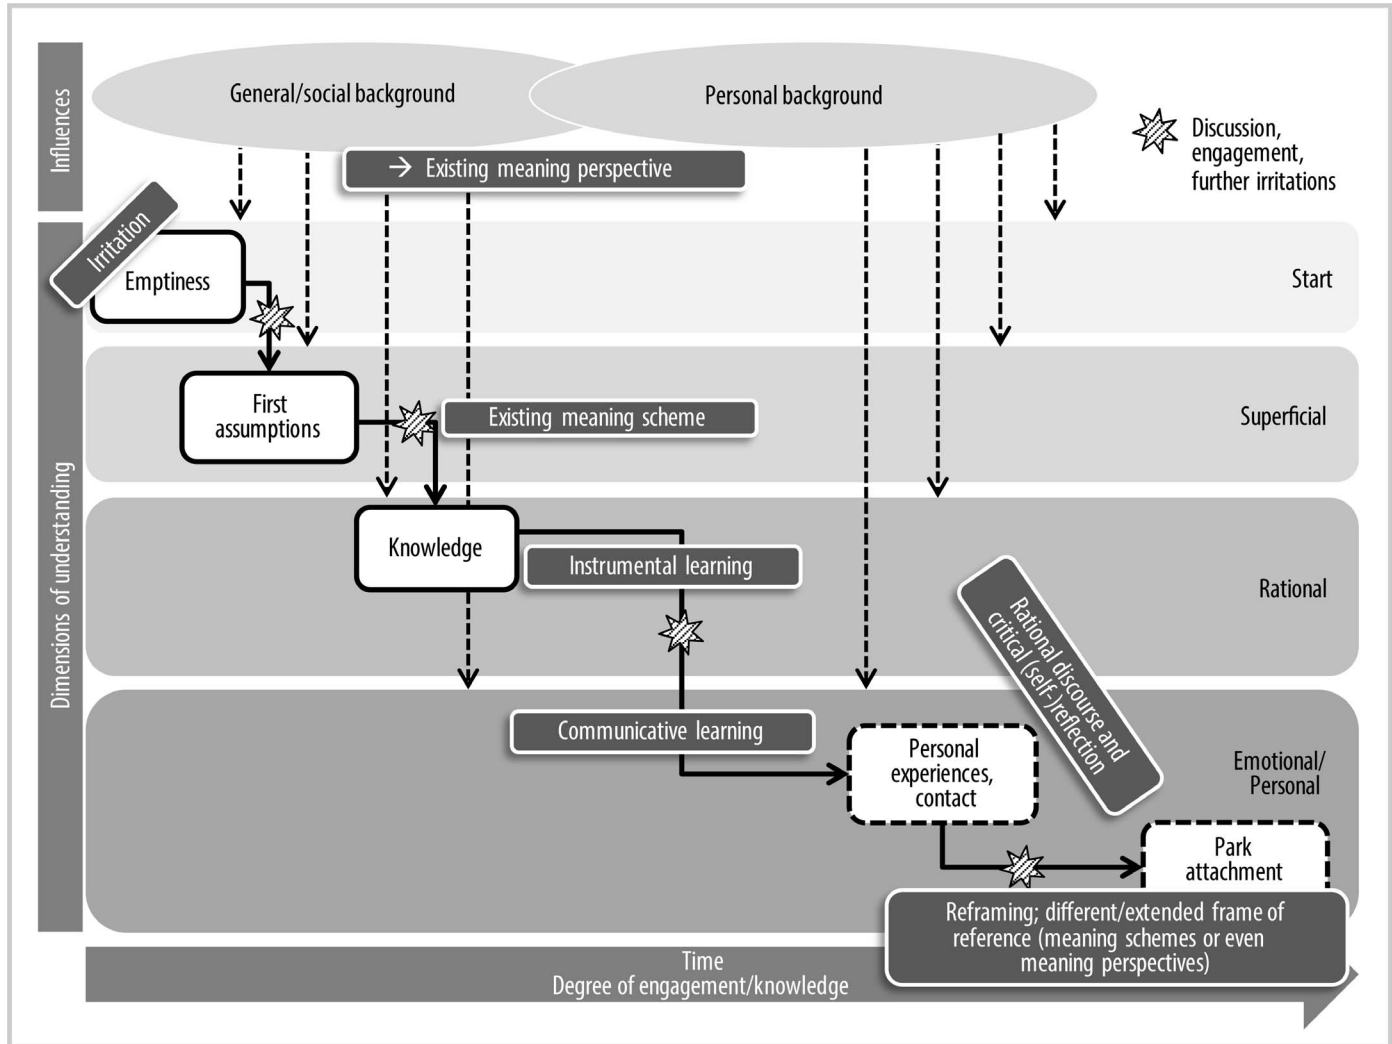 Influences
General/social background
Personal background
→ Existing meaning perspective
Discussion,
engagement,
further irritations
Dimensions of understanding
Irritation
Emptiness
Start
First
assumptions
Existing meaning scheme
Superficial
Knowledge
Instrumental learning
Rational
Rational discourse and
critical (self-)reflection
Communicative learning
Personal
experiences,
contact
Emotional/
Personal
Park
attachment
Reframing; different/extended frame of
reference (meaning schemes or even
meaning perspectives)
Time
Degree of engagement/knowledge